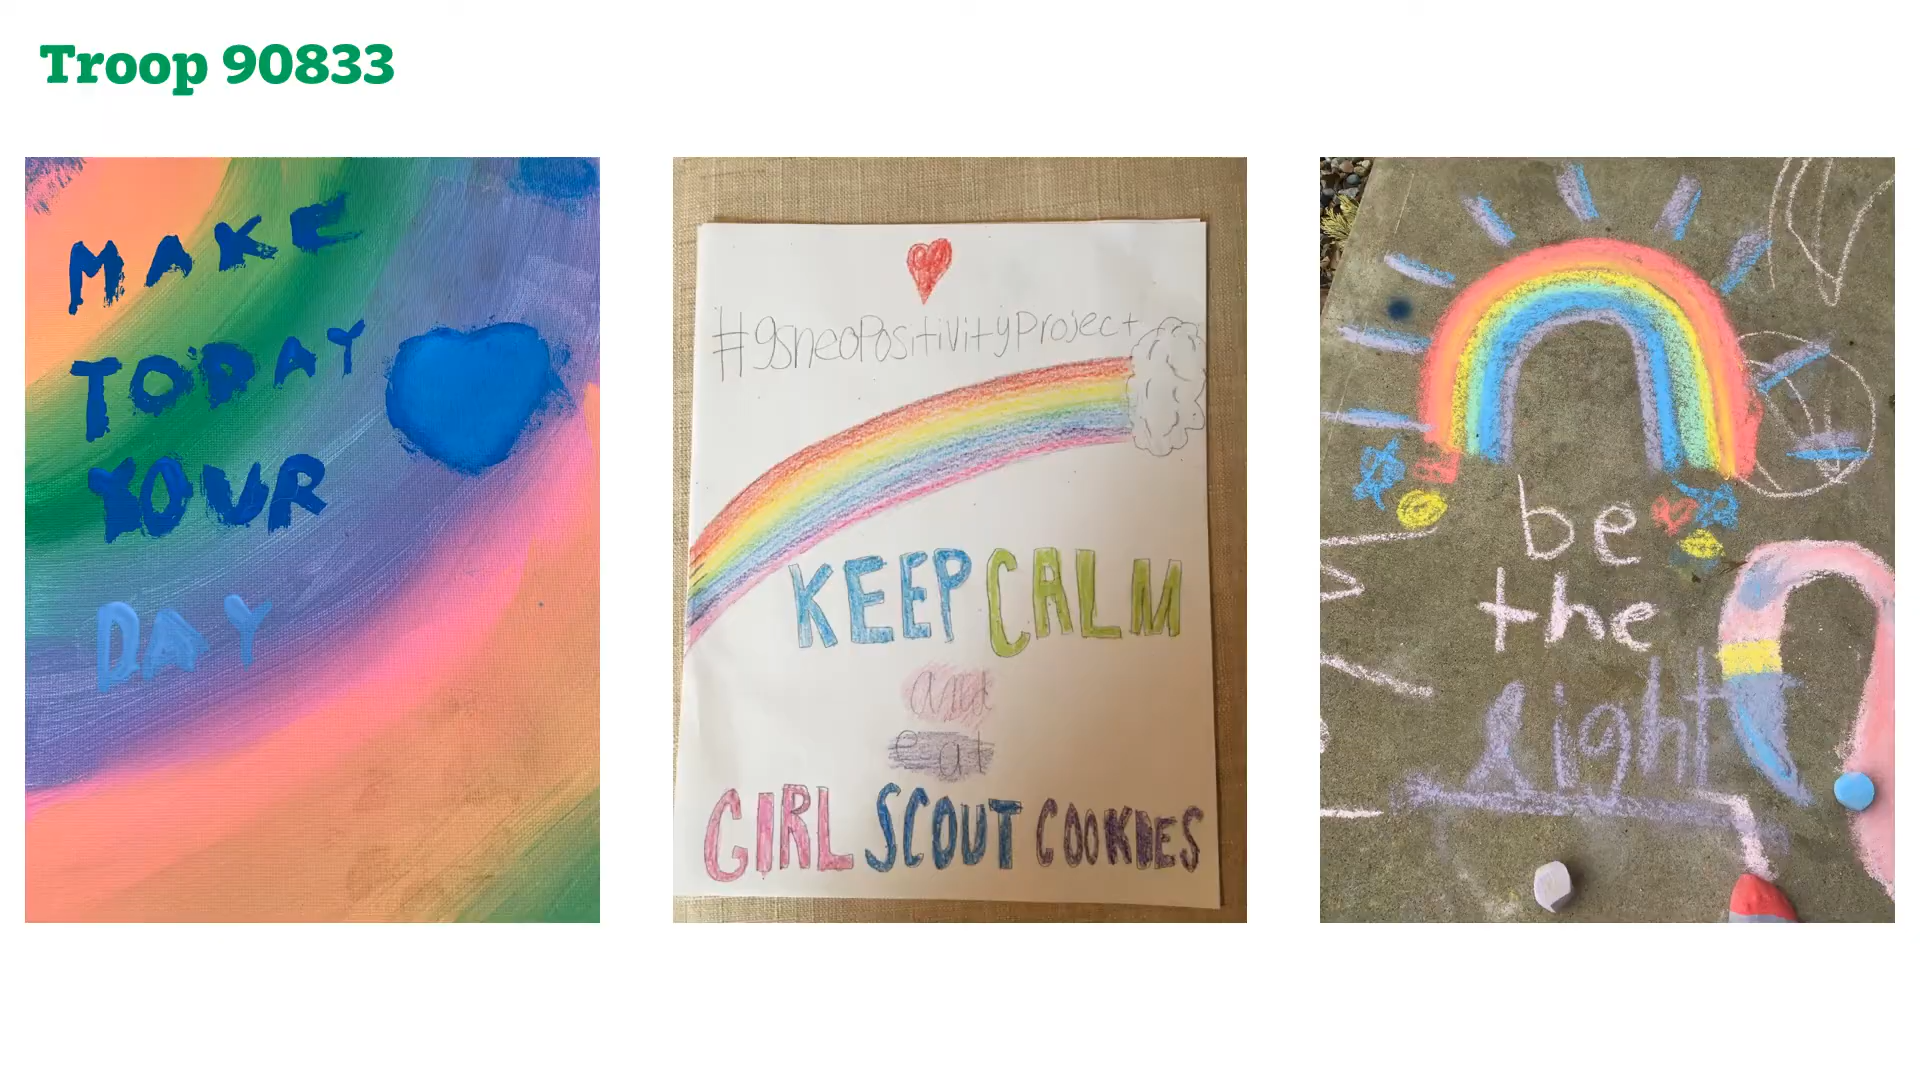 Troop 90833
MAKE
TODAY
YOUR
DAY
#gsneoPositivityProject
KEEP CALM
and
eat
GIRL SCOUT COOKIES
be
the
light